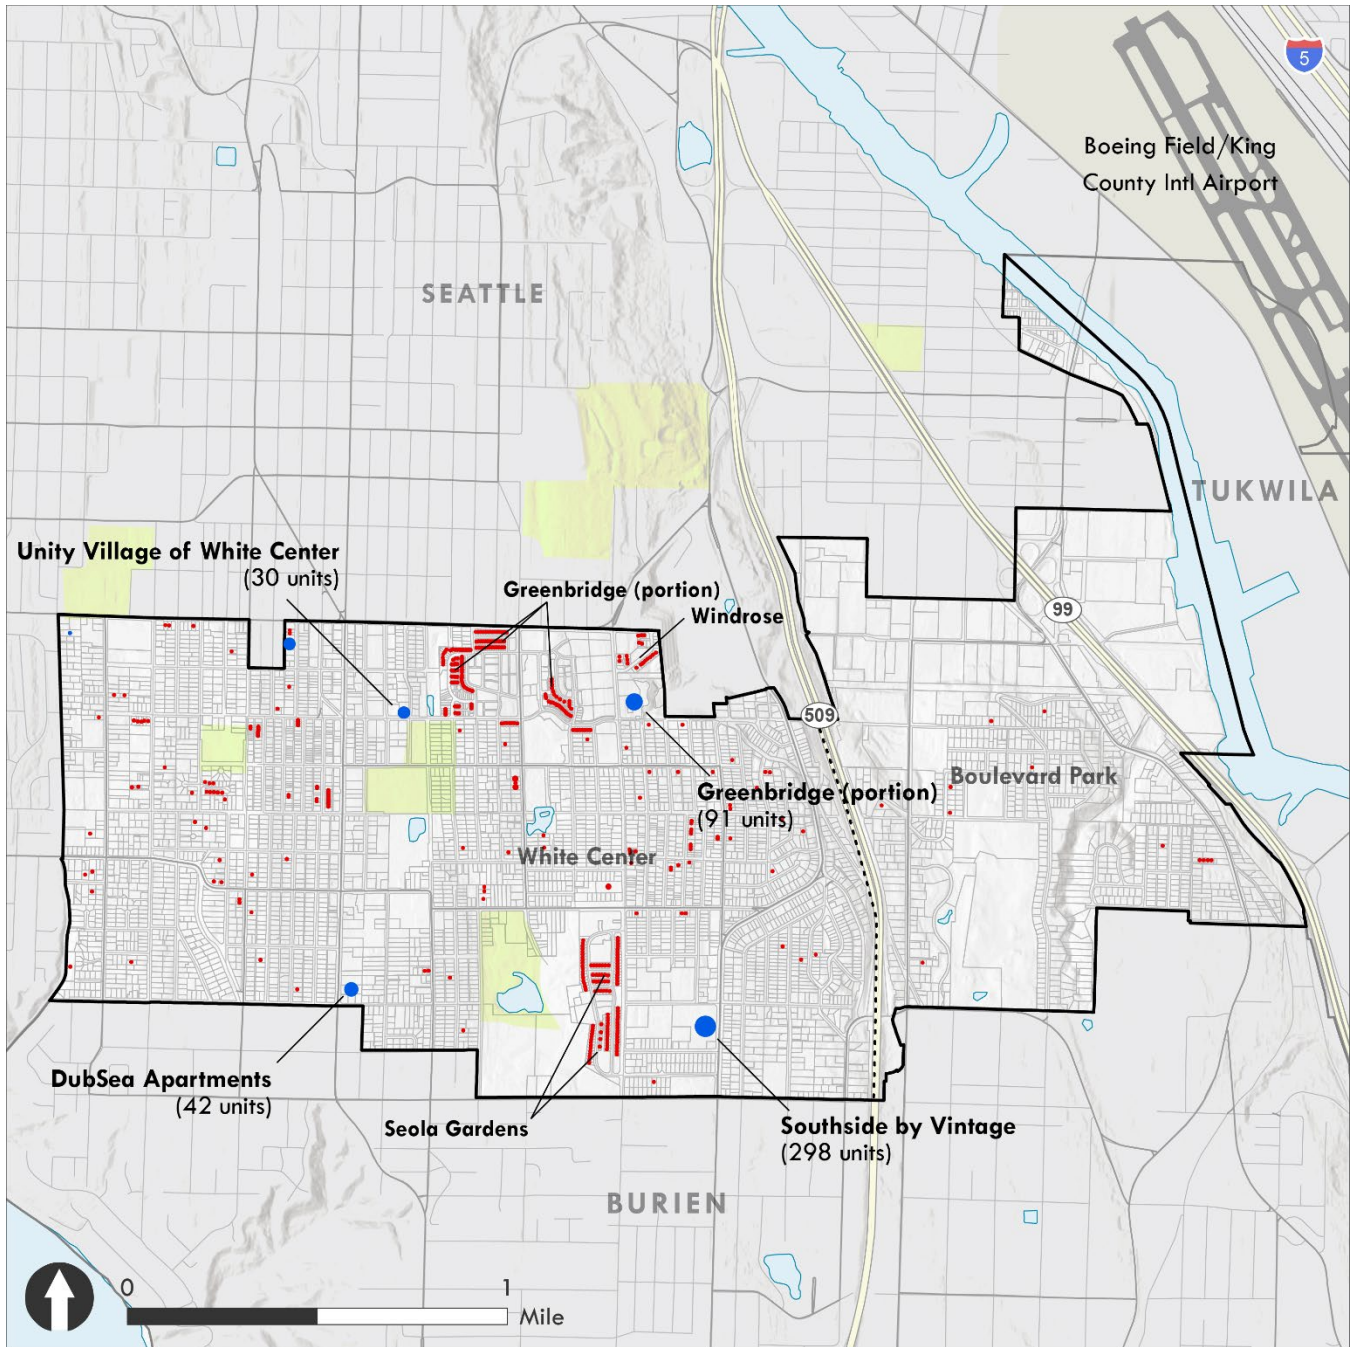 5
Boeing Field/King
County Intl Airport
SEATTLE
TUKWILA
Unity Village of White Center
(30 units)
Greenbridge (portion)
Windrose
99
509
Boulevard Park
Greenbridge (portion)
(91 units)
White Center
DubSea Apartments
(42 units)
Seola Gardens
Southside by Vintage
(298 units)
BURIEN
0 1
Mile